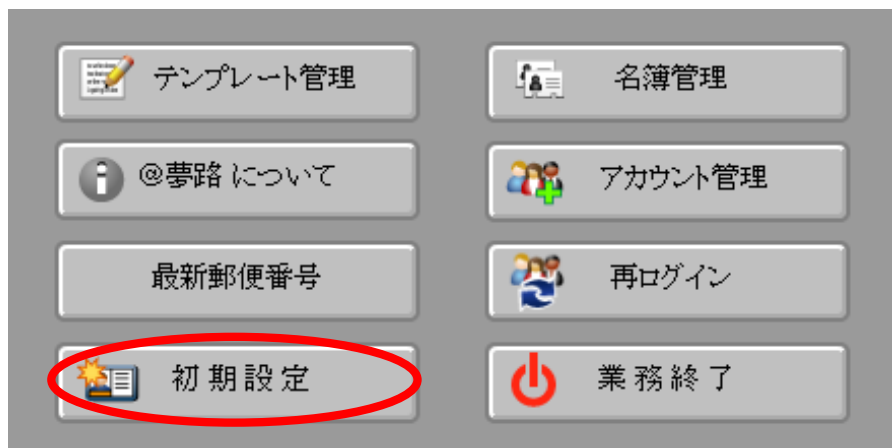 テンプレート管理
名簿管理
@夢路について
アカウント管理
最新郵便番号
再ログイン
初期設定
業務終了